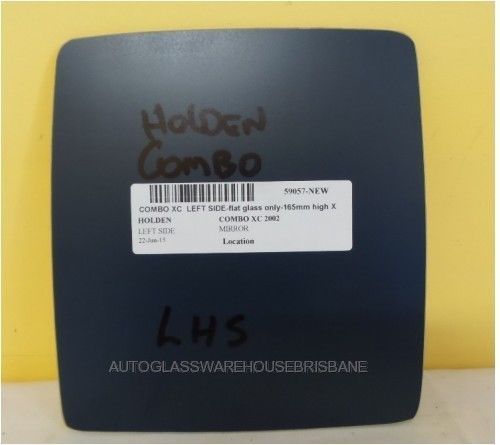 HOLDEN
COMBO
59057-NEW
COMBO XC LEFT SIDE-flat glass only-165mm high X
HOLDEN COMBO XC 2002
LEFT SIDE MIRROR
22-Jun-15 Location
LHS
AUTOGLASSWAREHOUSEBRISBANE